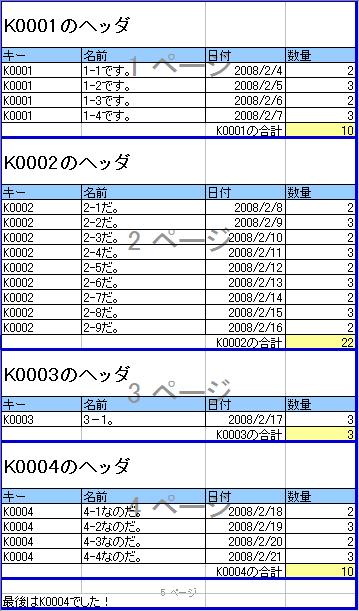 K0001のヘッダ
キー 名前 日付 数量
1 ページ
K0001 1-1です。 2008/2/4 2
K0001 1-2です。 2008/2/5 3
K0001 1-3です。 2008/2/6 2
K0001 1-4です。 2008/2/7 3
K0001の合計 10
K0002のヘッダ
キー 名前 日付 数量
K0002 2-1だ。 2008/2/8 2
K0002 2-2だ。 2008/2/9 3
2 ページ
K0002 2-3だ。 2008/2/10 2
K0002 2-4だ。 2008/2/11 3
K0002 2-5だ。 2008/2/12 2
K0002 2-6だ。 2008/2/13 3
K0002 2-7だ。 2008/2/14 2
K0002 2-8だ。 2008/2/15 3
K0002 2-9だ。 2008/2/16 2
K0002の合計 22
K0003のヘッダ
3 ページ
キー 名前 日付 数量
K0003 3－1。 2008/2/17 3
K0003の合計 3
K0004のヘッダ
キー 名前 日付 数量
4 ページ
K0004 4-1なのだ。 2008/2/18 2
K0004 4-2なのだ。 2008/2/19 3
K0004 4-3なのだ。 2008/2/20 2
K0004 4-4なのだ。 2008/2/21 3
K0004の合計 10
5 ページ
最後はK0004でした！